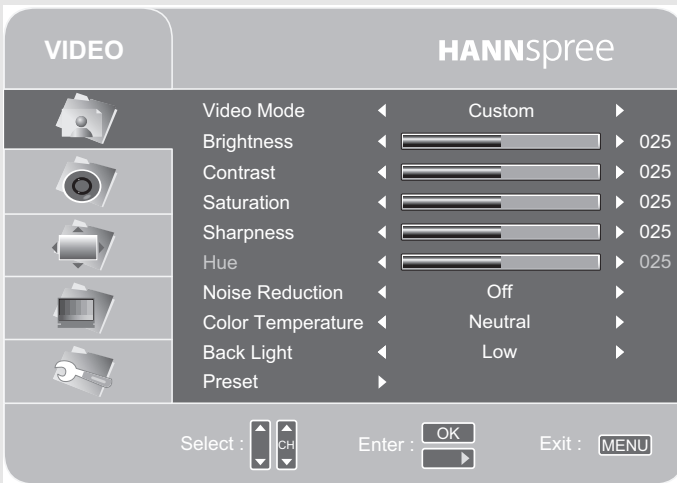 VIDEO
HANNspree
Video Mode Custom
Brightness 025
Contrast 025
Saturation 025
Sharpness 025
Hue 025
Noise Reduction Off
Color Temperature Neutral
Back Light Low
Preset
Select : CH Enter : OK Exit : MENU